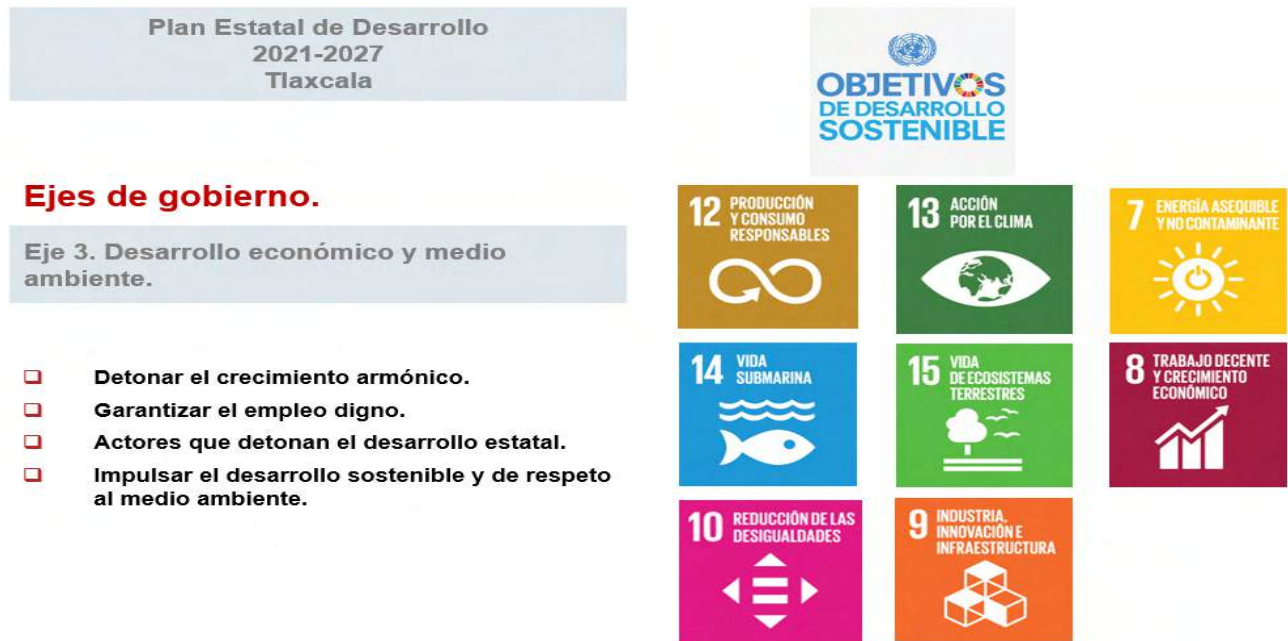 Plan Estatal de Desarrollo
2021-2027
Tlaxcala
Ejes de gobierno.
Eje 3. Desarrollo económico y medio
ambiente.
Detonar el crecimiento armónico.
Garantizar el empleo digno.
Actores que detonan el desarrollo estatal.
Impulsar el desarrollo sostenible y de respeto
al medio ambiente.
OBJETIVOS
DE DESARROLLO
SOSTENIBLE
12 PRODUCCIÓN
Y CONSUMO
RESPONSABLES
13 ACCIÓN
POR EL CLIMA
7 ENERGÍA ASEQUIBLE
Y NO CONTAMINANTE
14 VIDA
SUBMARINA
15 VIDA
DE ECOSISTEMAS
TERRESTRES
8 TRABAJO DECENTE
Y CRECIMIENTO
ECONÓMICO
10 REDUCCIÓN DE LAS
DESIGUALDADES
9 INDUSTRIA,
INNOVACIÓN E
INFRAESTRUCTURA